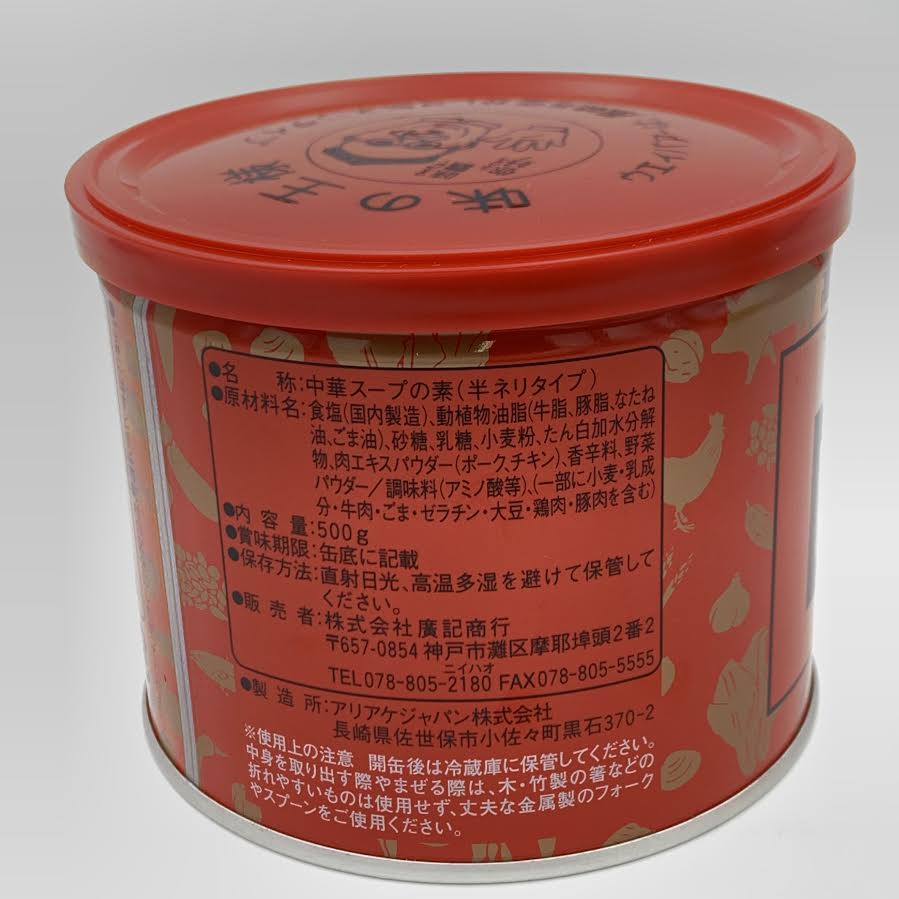 味の王様
ウエイパァー
●名　称：中華スープの素（半ネリタイプ）
●原材料名：食塩（国内製造）、動植物油脂（牛脂、豚脂、なたね
油、ごま油）、砂糖、乳糖、小麦粉、たん白加水分解
物、肉エキスパウダー（ポーク、チキン）、香辛料、野菜
パウダー／調味料（アミノ酸等）、（一部に小麦・乳成
分・牛肉・ごま・ゼラチン・大豆・鶏肉・豚肉を含む）
●内容量：500g
●賞味期限：缶底に記載
●保存方法：直射日光、高温多湿を避けて保管して
ください。
●販売者：株式会社廣記商行
〒657-0854 神戸市灘区摩耶埠頭2番2
ニイハオ
TEL078-805-2180 FAX078-805-5555
●製造所：アリアケジャパン株式会社
長崎県佐世保市小佐々町黒石370-2
※使用上の注意　開缶後は冷蔵庫に保管してください。
中身を取り出す際やまぜる際は、木・竹製の箸などの
折れやすいものは使用せず、丈夫な金属製のフォーク
やスプーンをご使用ください。